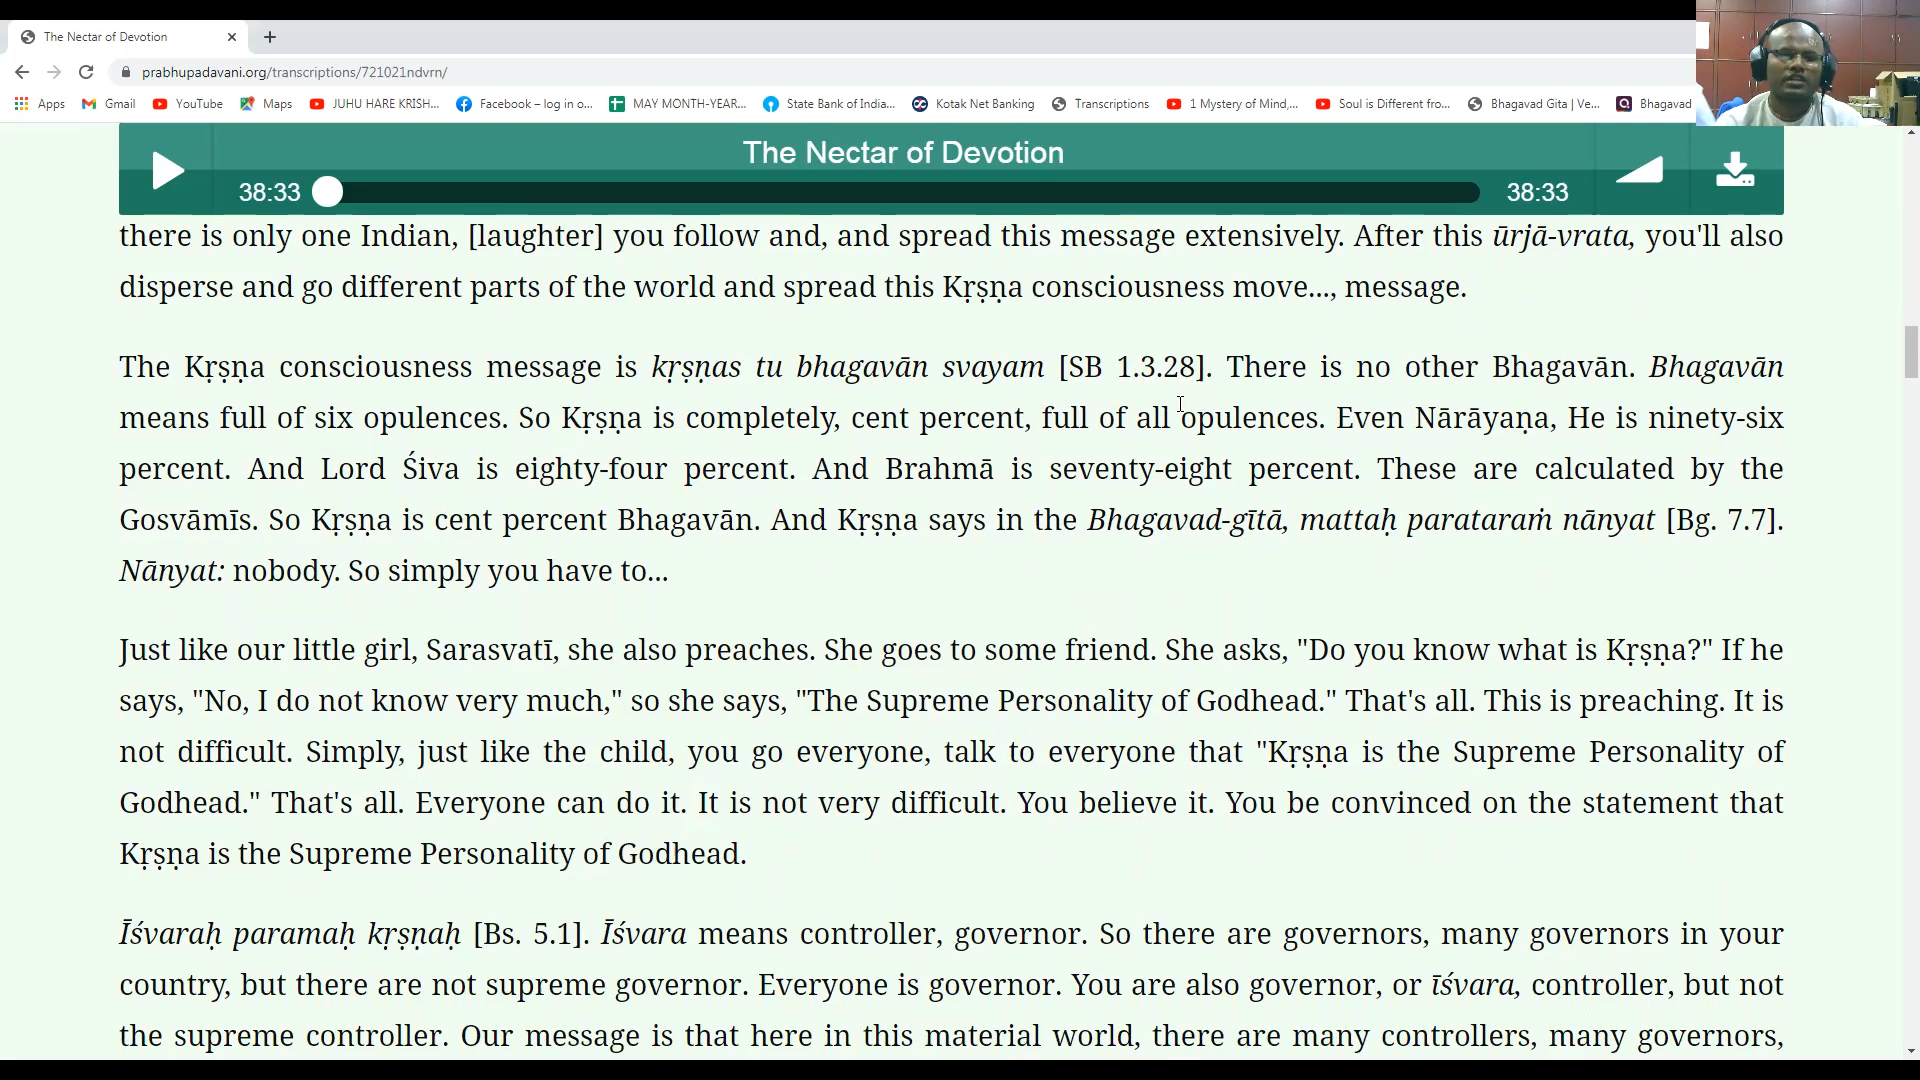 The Nectar of Devotion
prabhupadavani.org/transcriptions/721021ndvrn/
Apps Gmail YouTube Maps JUHU HARE KRISH... Facebook – log in o... MAY MONTH-YEAR... State Bank of Indi... Kotak Net Banking Transcriptions 1 Mystery of Mind,... Soul is Different fro... Bhagavad Gita | Ve... Bhagavad
The Nectar of Devotion
38:33 38:33
there is only one Indian, [laughter] you follow and, and spread this message extensively. After this ūrjā-vrata, you'll also
disperse and go different parts of the world and spread this Kṛṣṇa consciousness move..., message.
The Kṛṣṇa consciousness message is kṛṣṇas tu bhagavān svayam [SB 1.3.28]. There is no other Bhagavān. Bhagavān
means full of six opulences. So Kṛṣṇa is completely, cent percent, full of all opulences. Even Nārāyaṇa, He is ninety-six
percent. And Lord Śiva is eighty-four percent. And Brahmā is seventy-eight percent. These are calculated by the
Gosvāmīs. So Kṛṣṇa is cent percent Bhagavān. And Kṛṣṇa says in the Bhagavad-gītā, mattaḥ parataraṁ nānyat [Bg. 7.7].
Nānyat: nobody. So simply you have to...
Just like our little girl, Sarasvatī, she also preaches. She goes to some friend. She asks, "Do you know what is Kṛṣṇa?" If he
says, "No, I do not know very much," so she says, "The Supreme Personality of Godhead." That's all. This is preaching. It is
not difficult. Simply, just like the child, you go everyone, talk to everyone that "Kṛṣṇa is the Supreme Personality of
Godhead." That's all. Everyone can do it. It is not very difficult. You believe it. You be convinced on the statement that
Kṛṣṇa is the Supreme Personality of Godhead.
Īśvaraḥ paramaḥ kṛṣṇaḥ [Bs. 5.1]. Īśvara means controller, governor. So there are governors, many governors in your
country, but there are not supreme governor. Everyone is governor. You are also governor, or īśvara, controller, but not
the supreme controller. Our message is that here in this material world, there are many controllers, many governors,